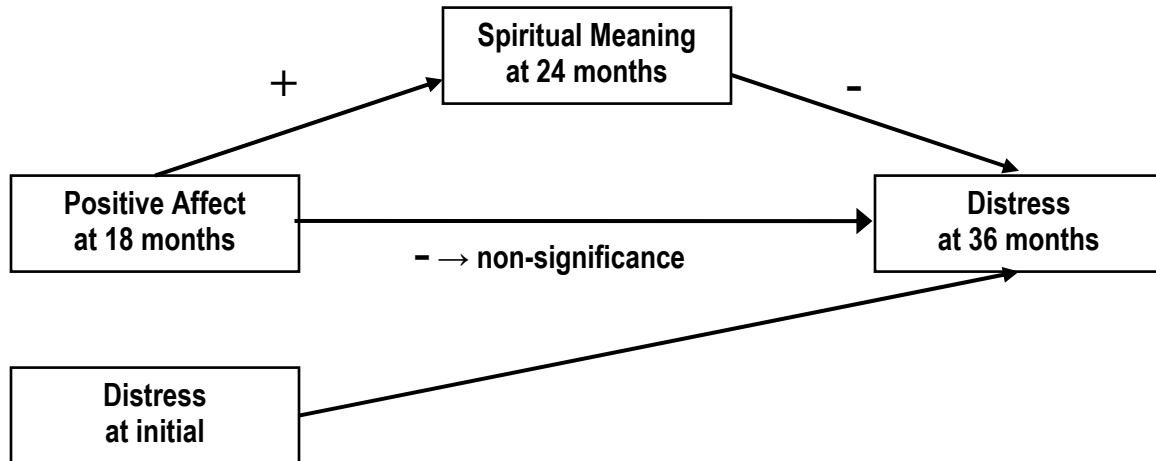 Spiritual Meaning
at 24 months
+
-
Positive Affect
at 18 months
Distress
at 36 months
- → non-significance
Distress
at initial